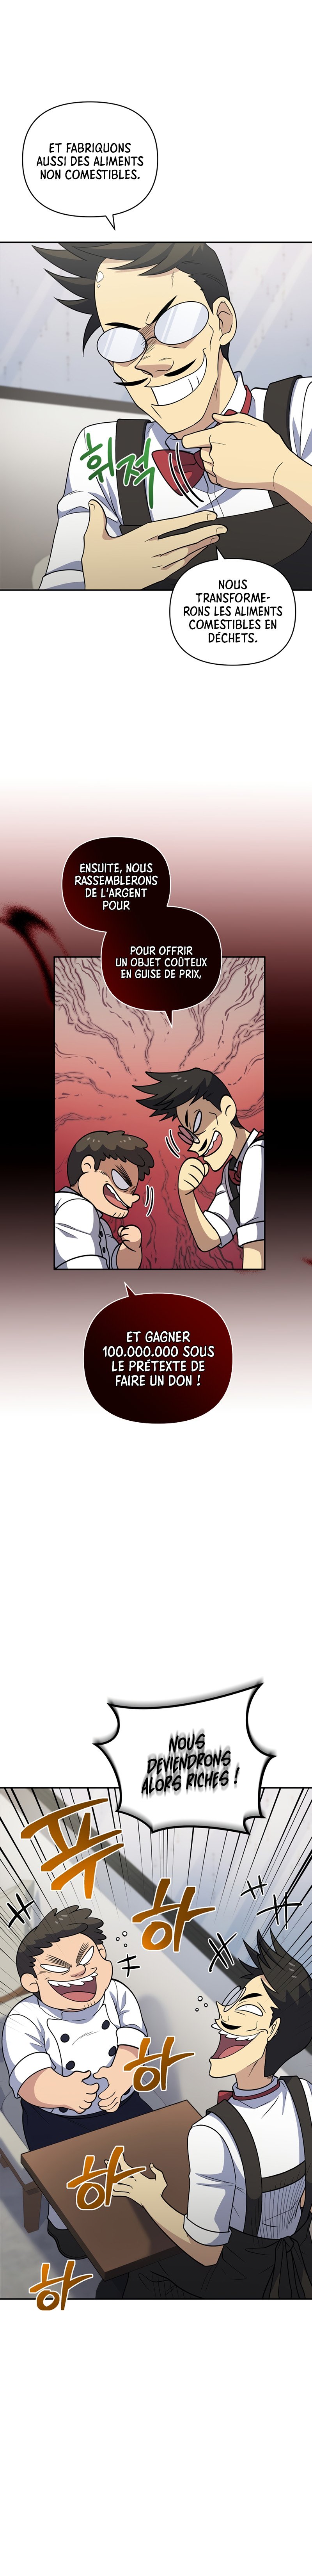 ET FABRIQUONS
AUSSI DES ALIMENTS
NON COMESTIBLES.
휘적
NOUS
TRANSFORME-
RONS LES ALIMENTS
COMESTIBLES EN
DÉCHETS.
ENSUITE, NOUS
RASSEMBLERONS
DE L'ARGENT
POUR
POUR OFFRIR
UN OBJET COÛTEUX
EN GUISE DE PRIX,
ET GAGNER
100.000.000 SOUS
LE PRÉTEXTE DE
FAIRE UN DON !
NOUS
DEVIENDRONS
ALORS RICHES !
푸
하
하
하
하